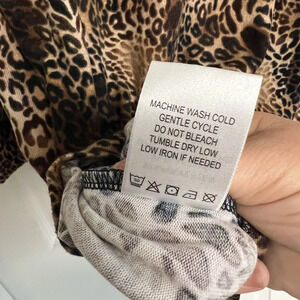 MACHINE WASH COLD
GENTLE CYCLE
DO NOT BLEACH
TUMBLE DRY LOW
LOW IRON IF NEEDED